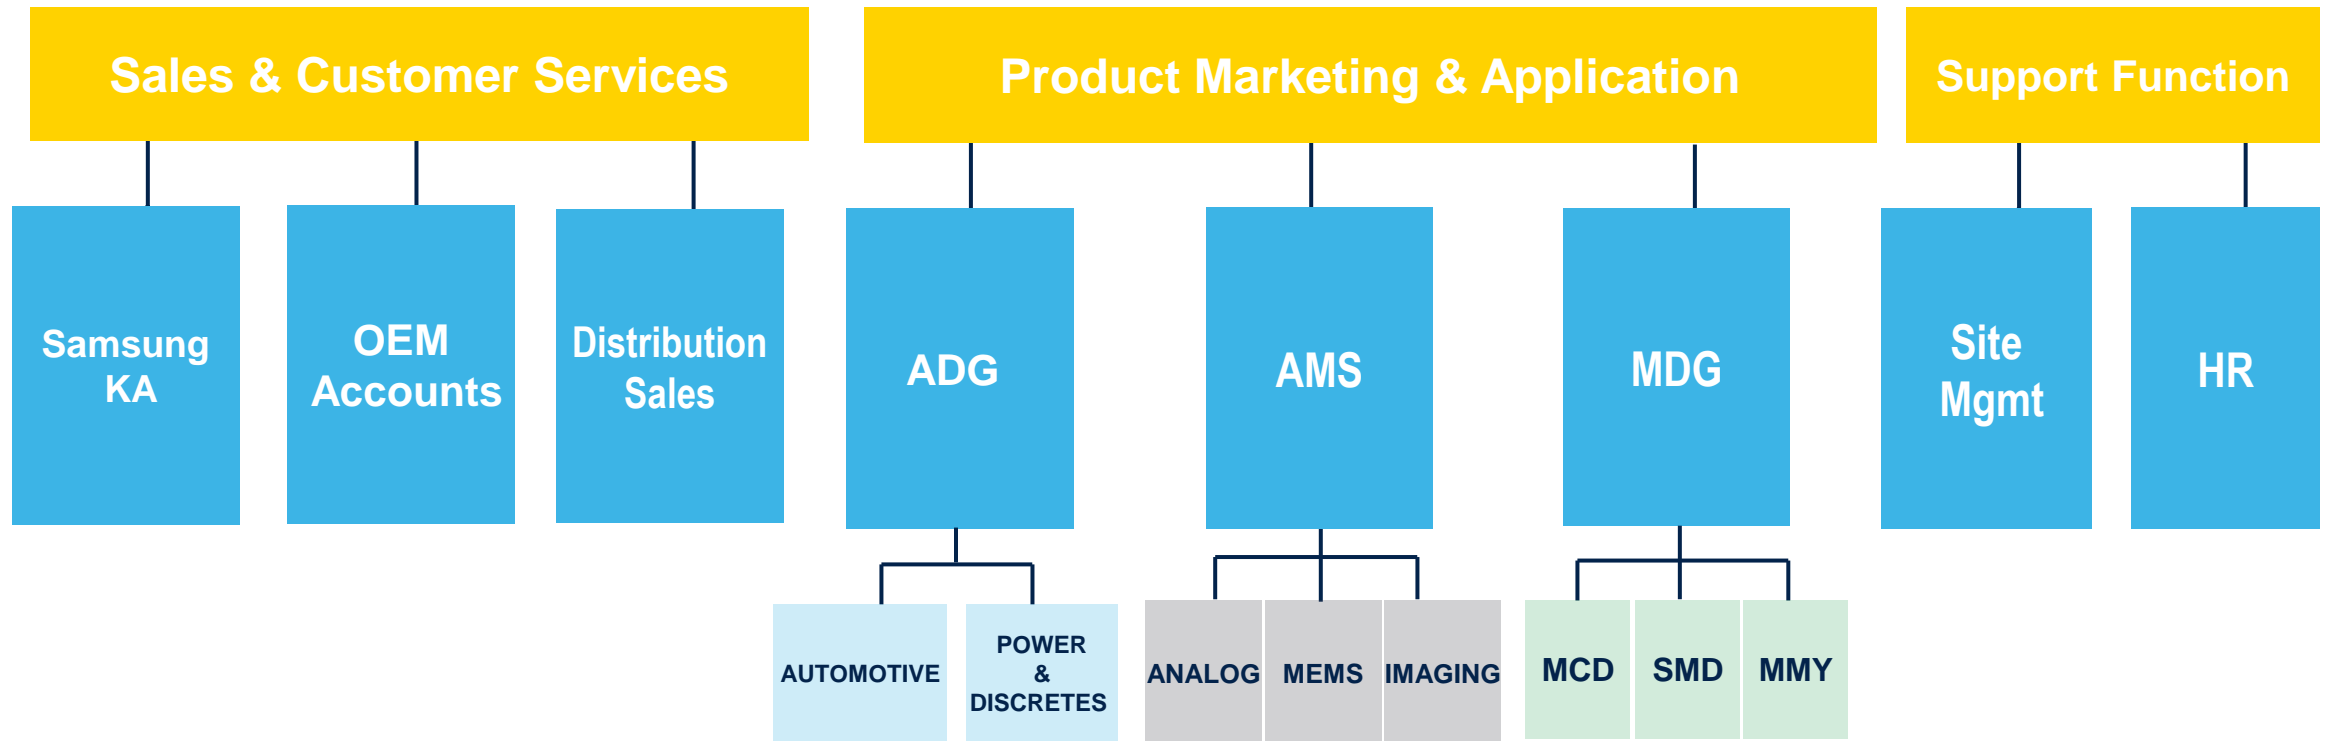 Sales & Customer Services
Product Marketing & Application
Support Function
Samsung
KA
OEM
Accounts
Distribution
Sales
ADG
AMS
MDG
Site
Mgmt
HR
AUTOMOTIVE
POWER
&
DISCRETES
ANALOG
MEMS
IMAGING
MCD
SMD
MMY